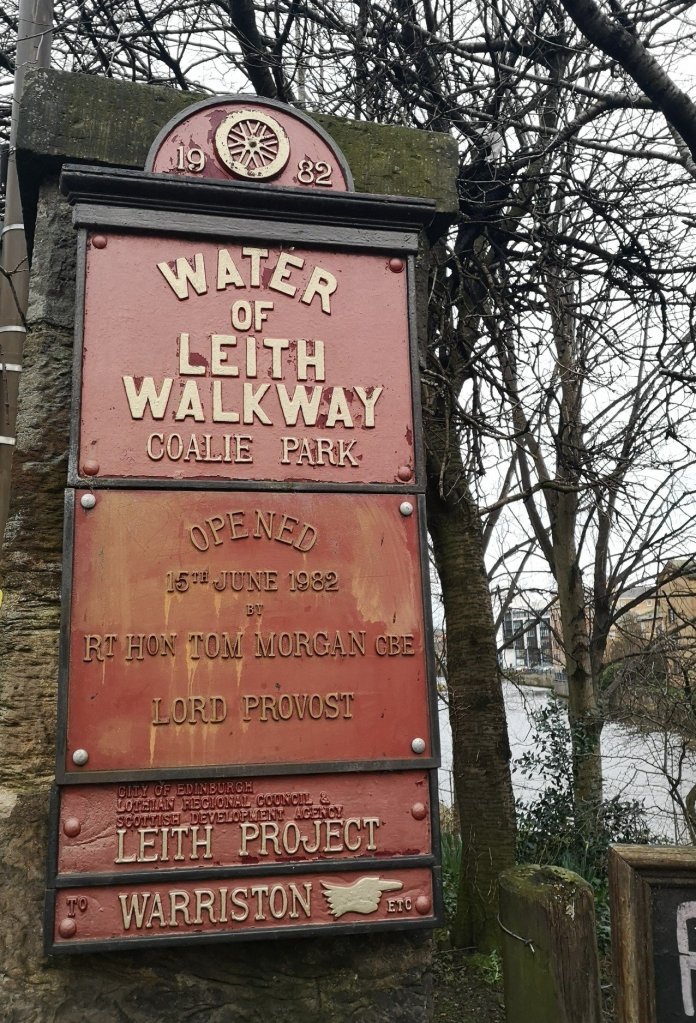 19 82
WATER
OF
LEITH
WALKWAY
COALIE PARK
OPENED
15TH JUNE 1982
BY
RT HON TOM MORGAN CBE
LORD PROVOST
CITY OF EDINBURGH
LOTHIAN REGIONAL COUNCIL &
SCOTTISH DEVELOPMENT AGENCY
LEITH PROJECT
TO WARRISTON ETC